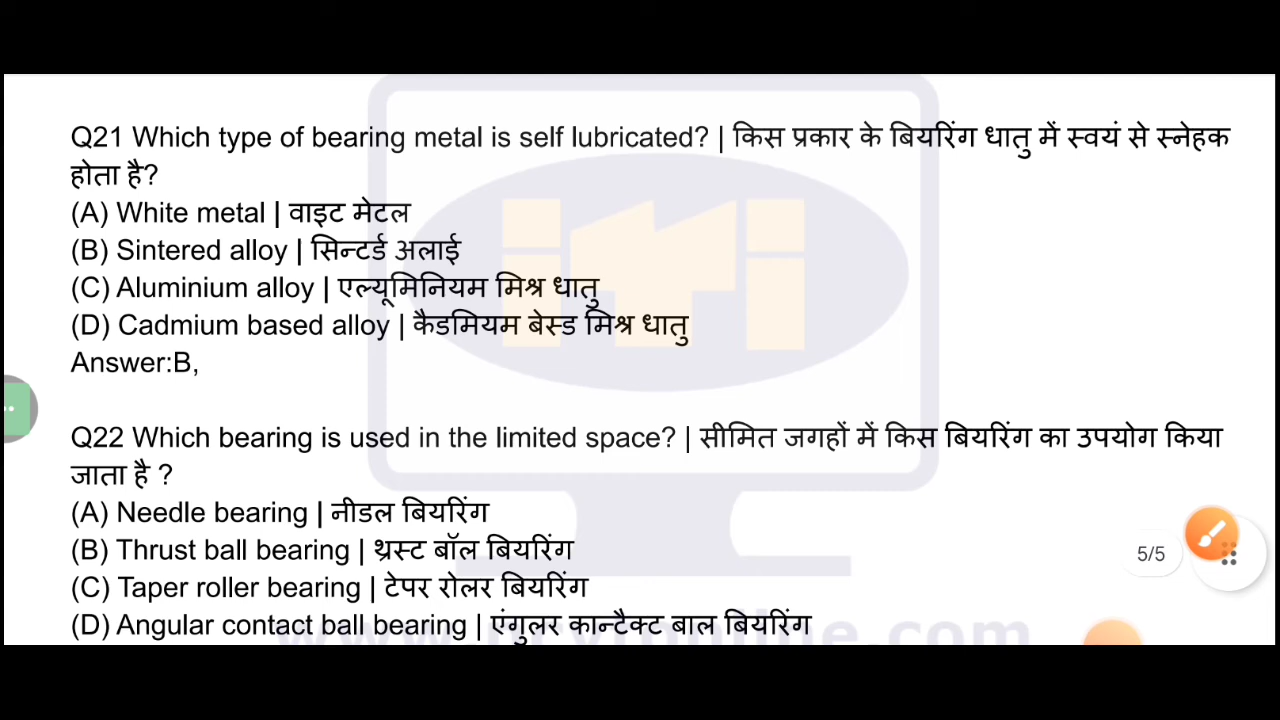 Q21 Which type of bearing metal is self lubricated? | किस प्रकार के बियरिंग धातु में स्वयं से स्नेहक
होता है?
(A) White metal | वाइट मेटल
(B) Sintered alloy | सिन्टर्ड अलाई
(C) Aluminium alloy | एल्यूमिनियम मिश्र धातु
(D) Cadmium based alloy | कैडमियम बेस्ड मिश्र धातु
Answer:B,
Q22 Which bearing is used in the limited space? | सीमित जगहों में किस बियरिंग का उपयोग किया
जाता है ?
(A) Needle bearing | नीडल बियरिंग
(B) Thrust ball bearing | थ्रस्ट बॉल बियरिंग
5/5
(C) Taper roller bearing | टेपर रोलर बियरिंग
(D) Angular contact ball bearing | एंगुलर कान्टैक्ट बाल बियरिंग